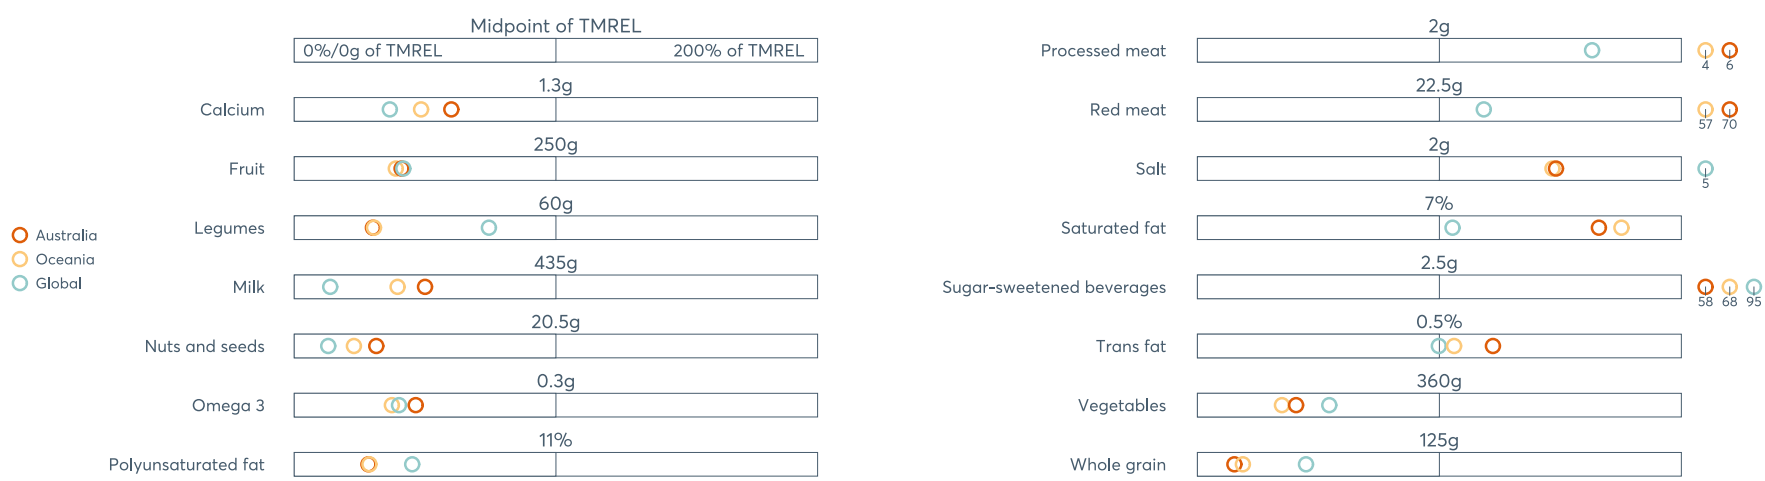 Midpoint of TMREL
0%/0g of TMREL 200% of TMREL
1.3g
Calcium
250g
Fruit
60g
Legumes
435g
Milk
20.5g
Nuts and seeds
0.3g
Omega 3
11%
Polyunsaturated fat
Australia
Oceania
Global
2g
Processed meat
4 6
22.5g
Red meat
57 70
2g
Salt
5
7%
Saturated fat
2.5g
Sugar-sweetened beverages
58 68 95
0.5%
Trans fat
360g
Vegetables
125g
Whole grain